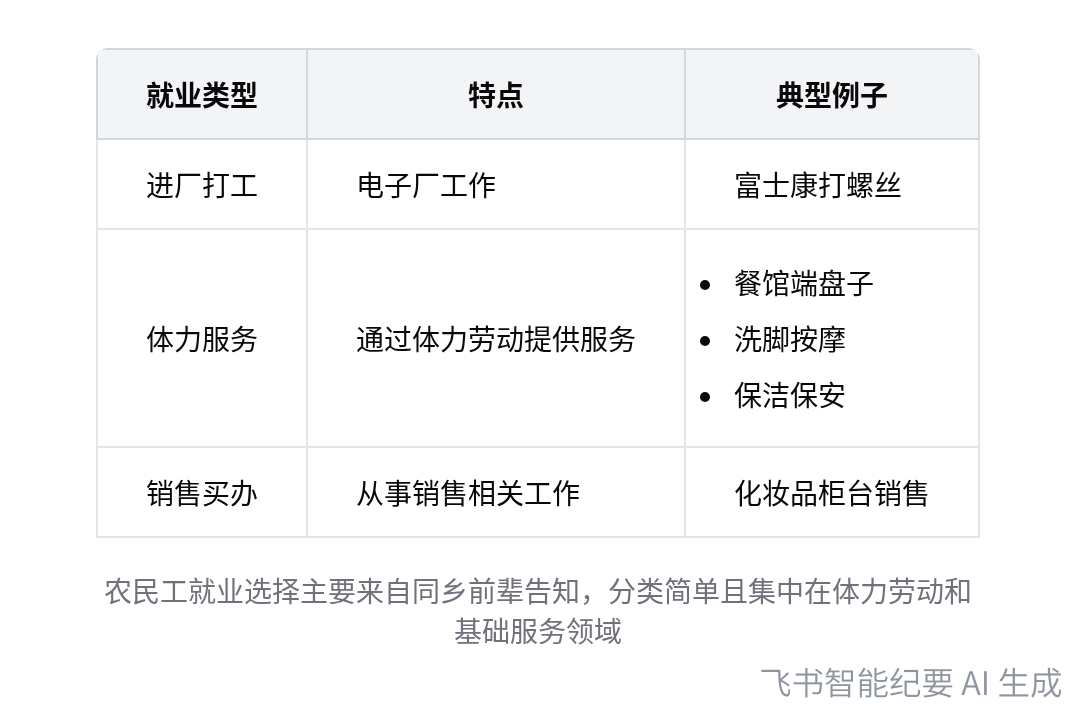 就业类型 特点 典型例子
进厂打工 电子厂工作 富士康打螺丝
体力服务 通过体力劳动提供服务
• 餐馆端盘子
• 洗脚按摩
• 保洁保安
销售买办 从事销售相关工作 化妆品柜台销售
农民工就业选择主要来自同乡前辈告知，分类简单且集中在体力劳动和
基础服务领域
飞书智能纪要 AI 生成